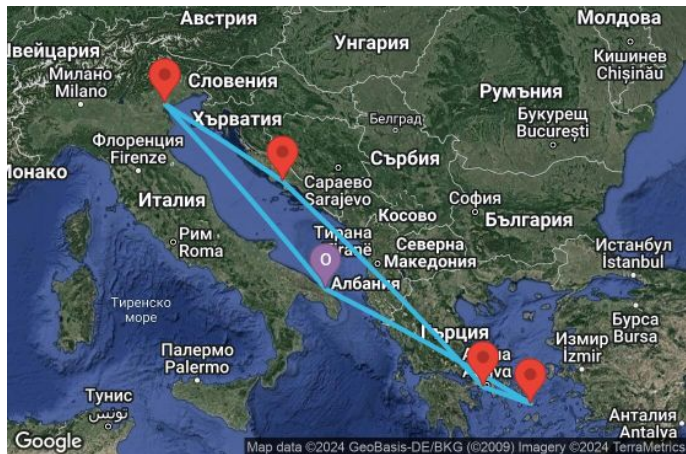 Австрия
Молдова
Унгария
Швейцария
Кишинев
Chișinău
Милано
Milano
Словения
Румъния
Хърватия
Белград
Букурещ
București
Флоренция
Firenze
Монако
Сърбия
Сараево
Sarajevo
Италия
Косово
София
България
Рим
Roma
Тирана
Северна
Македония
Истанбул
İstanbul
O
Албания
Тиренско
море
Бурса
Bursa
Гърция
Измир
İzmir
Палермо
Palermo
Тунис
تونس
Анталия
Antalya
Google
Map data ©2024 GeoBasis-DE/BKG (©2009) Imagery ©2024 TerraMetrics